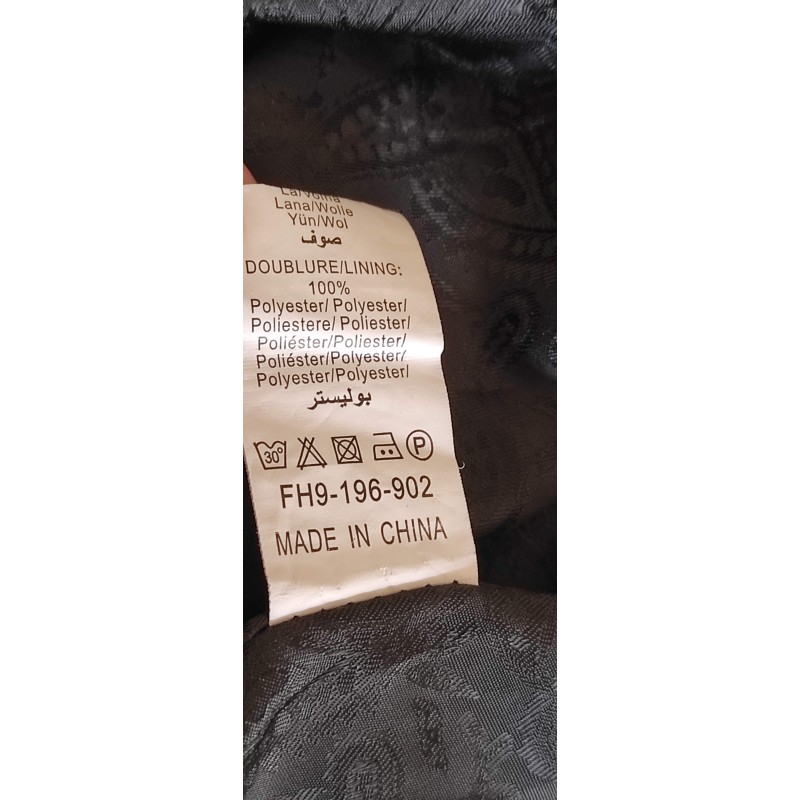 Lana/Wolle
Yün/Wol
صوف
DOUBLURE/LINING:
100%
Polyester/ Polyester/
Poliestere/ Poliester/
Poliéster/Poliester/
Poliéster/Polyester/
Polyester/Polyester/
بوليستر
30° P
FH9-196-902
MADE IN CHINA